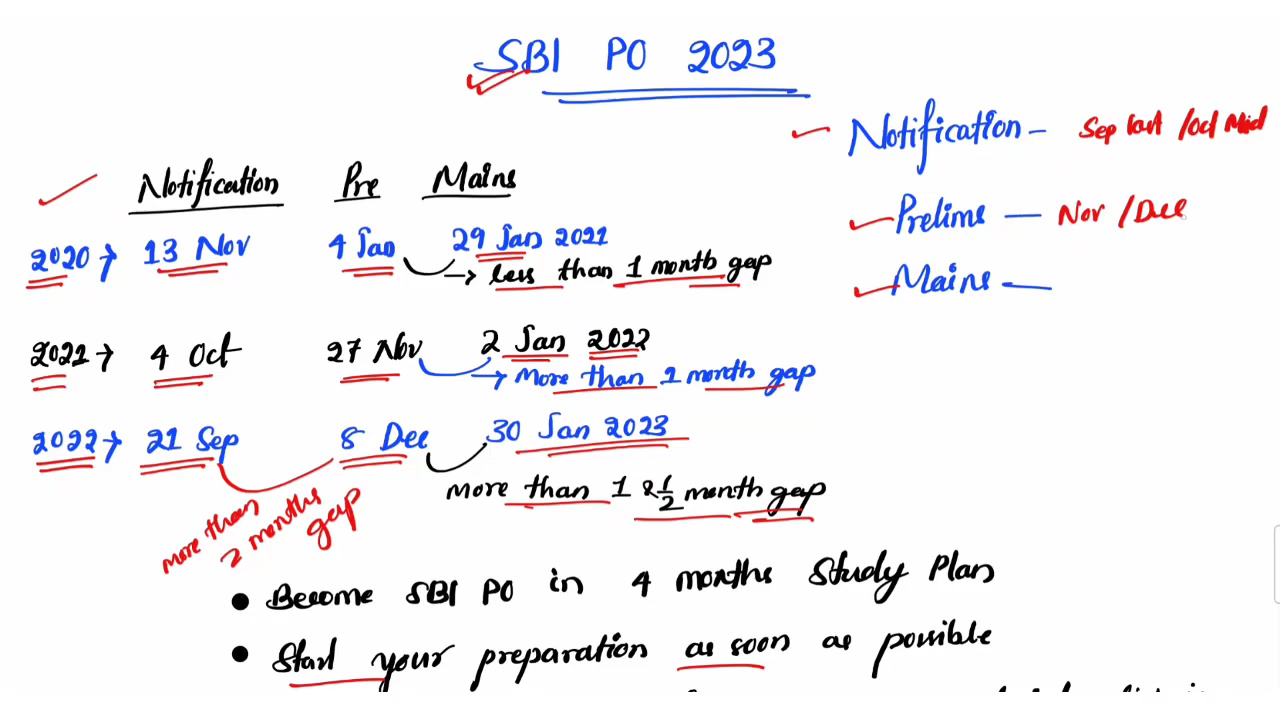 SBI PO 2023
Notification – Sep last /Oct Mid
Prelims – Nov /Dec
Mains –
Notification Pre Mains
2020 → 13 Nov 4 Jan 29 Jan 2021
→ less than 1 month gap
2021 → 4 Oct 27 Nov 2 Jan 2022
→ More than 1 month gap
2022 → 21 Sep 8 Dec 30 Jan 2023
more than 1 & 1/2 month gap
more than
2 months
gap
• Become SBI PO in 4 months Study Plan
• Start your preparation as soon as possible